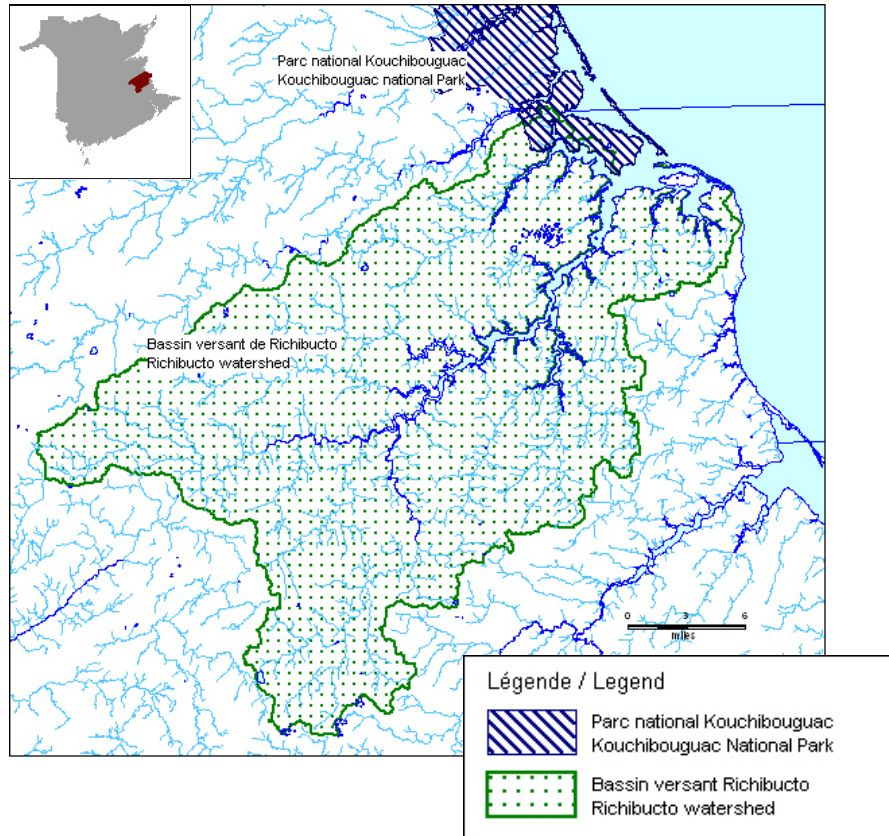 Parc national Kouchibouguac
Kouchibouguac national Park
Bassin versant de Richibucto
Richibucto watershed
0 3 6
miles
Légende / Legend
Parc national Kouchibouguac
Kouchibouguac National Park
Bassin versant Richibucto
Richibucto watershed